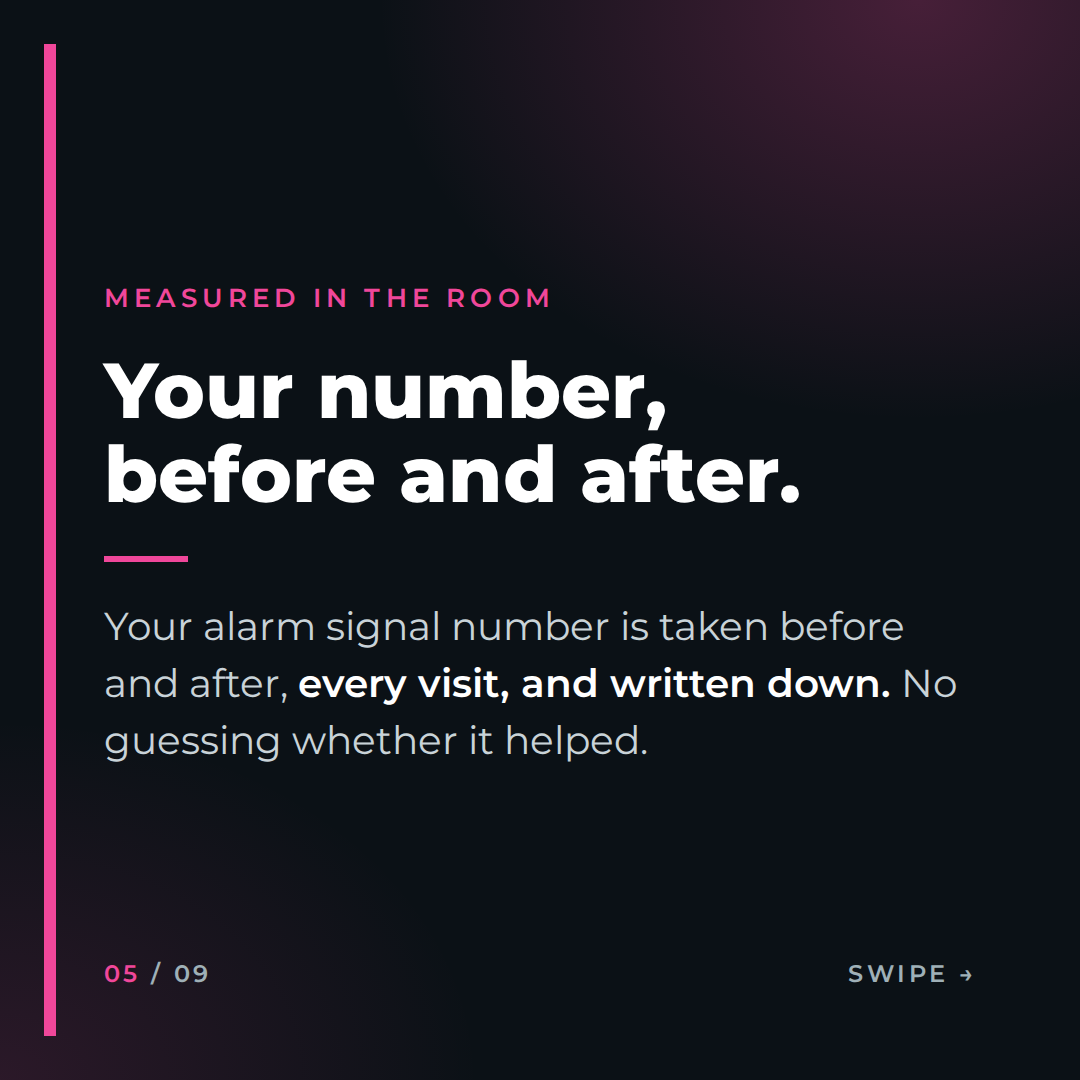 MEASURED IN THE ROOM
Your number,
before and after.
Your alarm signal number is taken before
and after, every visit, and written down. No
guessing whether it helped.
05 / 09
SWIPE →